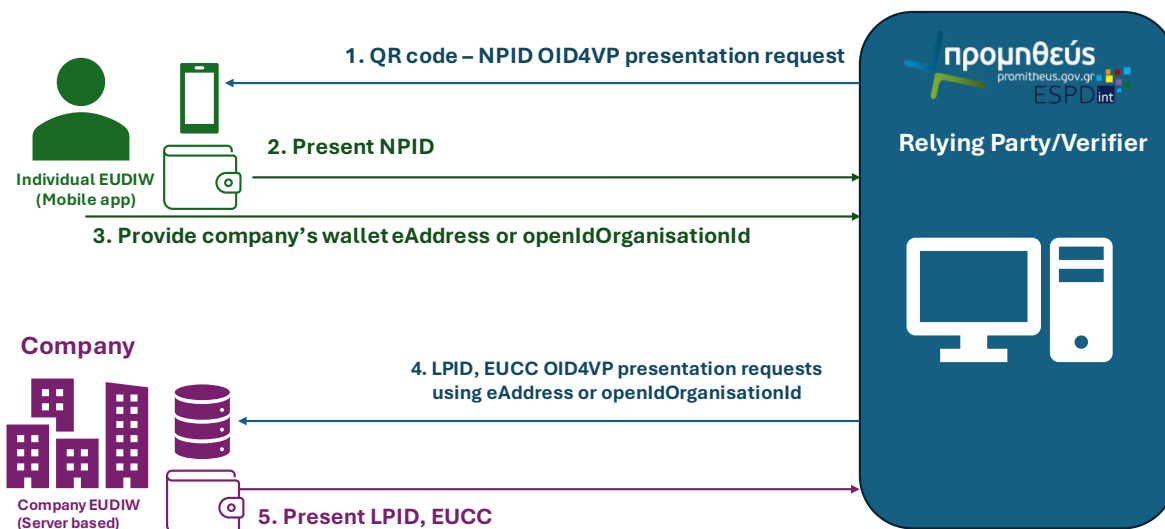 1. QR code – NPID OID4VP presentation request
προμηθεύς
promitheus.gov.gr
ESPD int
Relying Party/Verifier
2. Present NPID
Individual EUDIW
(Mobile app)
3. Provide company's wallet eAddress or openIdOrganisationId
Company
4. LPID, EUCC OID4VP presentation requests
using eAddress or openIdOrganisationId
Company EUDIW
(Server based)
5. Present LPID, EUCC